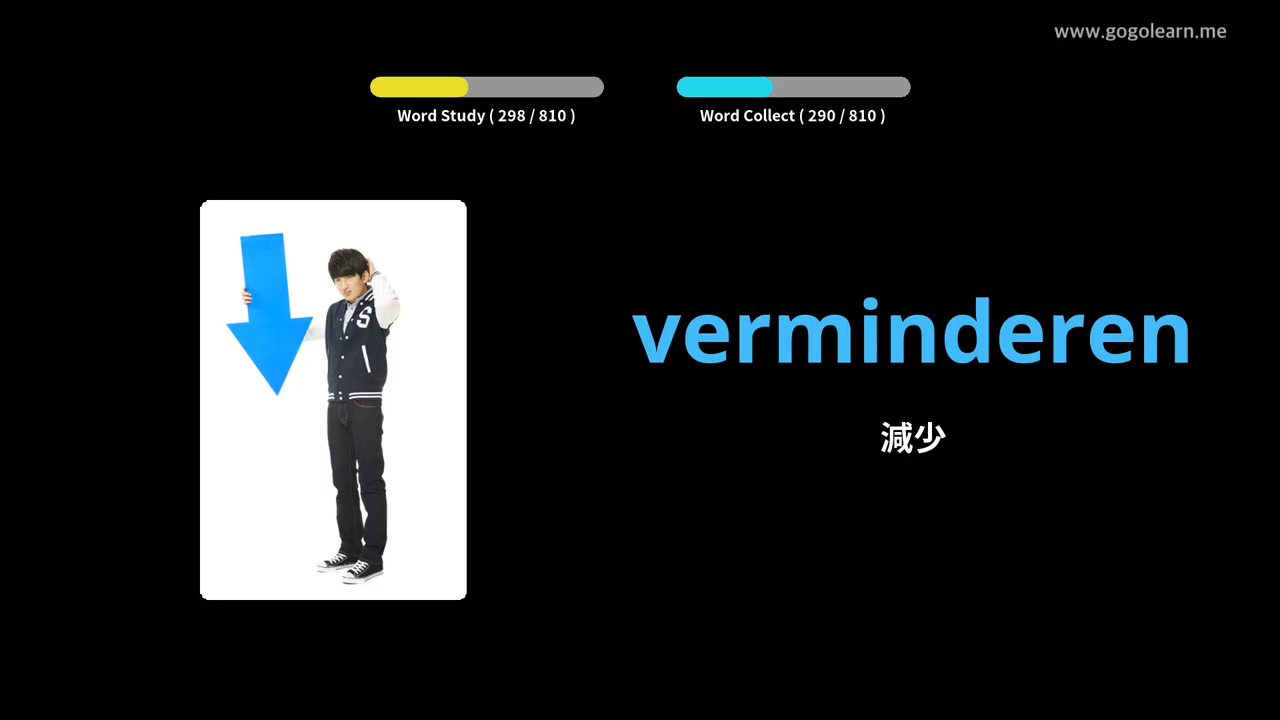 www.gogolearn.me
Word Study ( 298 / 810 )
Word Collect ( 290 / 810 )
S
verminderen
減少